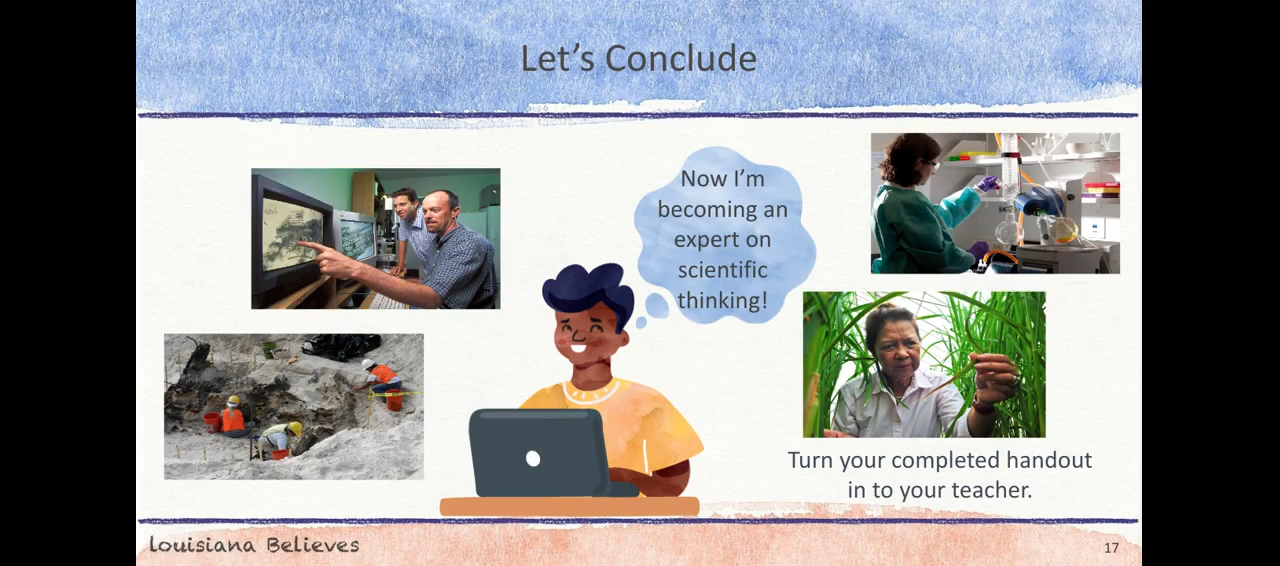 Let’s Conclude
Now I’m
becoming an
expert on
scientific
thinking!
Turn your completed handout
in to your teacher.
Louisiana Believes
17